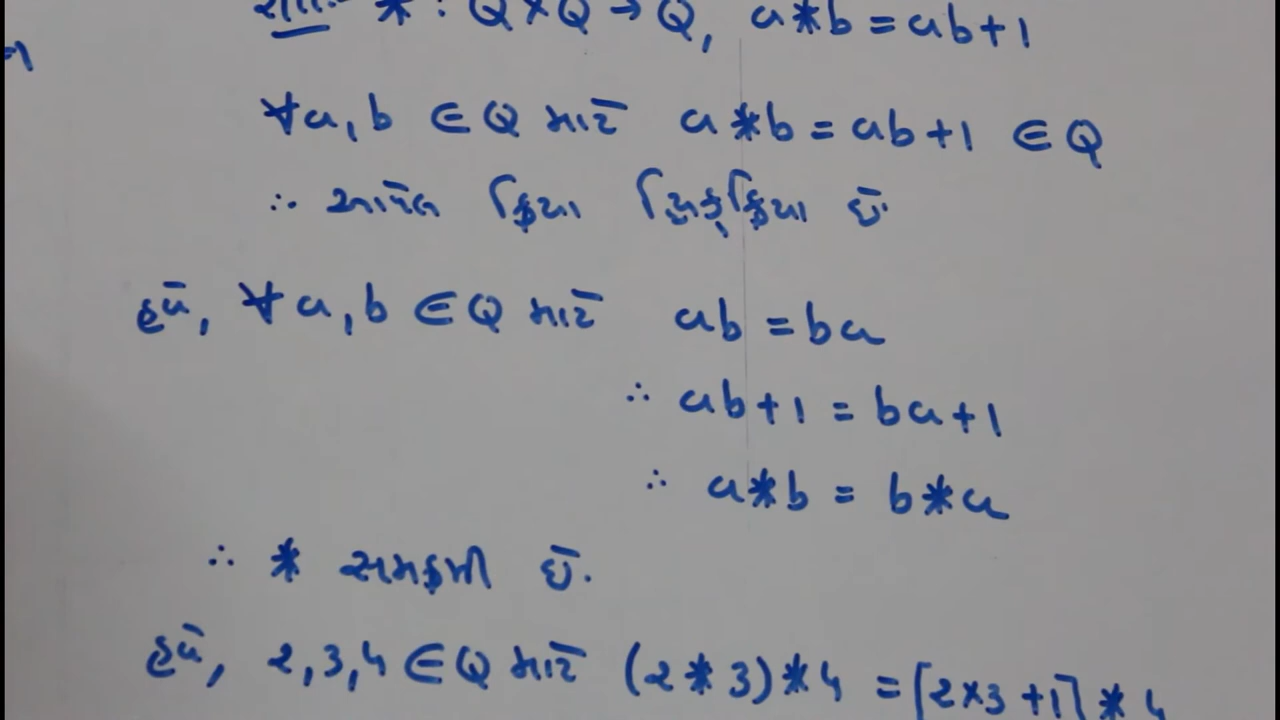 * : Q × Q → Q, a * b = ab + 1
∀ a, b ∈ Q માટે a * b = ab + 1 ∈ Q
∴ ક્રિયા દ્વિક્‌ક્રિયા છે
હવે, ∀ a, b ∈ Q માટે ab = ba
∴ ab + 1 = ba + 1
∴ a * b = b * a
∴ * સમક્રમી છે.
હવે, 2, 3, 4 ∈ Q માટે (2 * 3) * 4 = [2 × 3 + 1] * 4